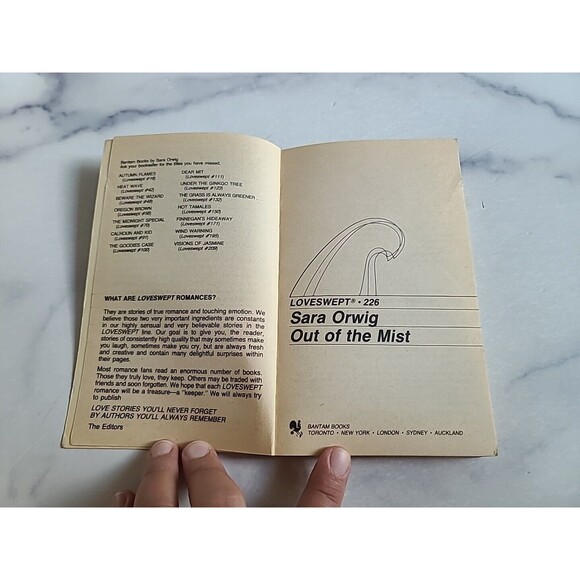 Bantam Books by Sara Orwig
Ask your bookseller for the titles you have missed.
AUTUMN FLAMES
(Loveswept #16)
HEAT WAVE
(Loveswept #42)
BEWARE THE WIZARD
(Loveswept #48)
OREGON BROWN
(Loveswept #58)
THE MIDNIGHT SPECIAL
(Loveswept #70)
CALHOUN AND KID
(Loveswept #91)
THE GOODIES CASE
(Loveswept #100)
DEAR MIT
(Loveswept #111)
UNDER THE GINKGO TREE
(Loveswept #123)
THE GRASS IS ALWAYS GREENER
(Loveswept #132)
HOT TAMALES
(Loveswept #150)
FINNEGAN'S HIDEAWAY
(Loveswept #171)
WIND WARNING
(Loveswept #195)
VISIONS OF JASMINE
(Loveswept #209)
WHAT ARE LOVESWEPT ROMANCES?
They are stories of true romance and touching emotion. We
believe those two very important ingredients are constants
in our highly sensual and very believable stories in the
LOVESWEPT line. Our goal is to give you, the reader,
stories of consistently high quality that may sometimes make
you laugh, sometimes make you cry, but are always fresh
and creative and contain many delightful surprises within
their pages.
Most romance fans read an enormous number of books.
Those they truly love, they keep. Others may be traded with
friends and soon forgotten. We hope that each LOVESWEPT
romance will be a treasure—a "keeper." We will always try
to publish
LOVE STORIES YOU'LL NEVER FORGET
BY AUTHORS YOU'LL ALWAYS REMEMBER
The Editors
LOVESWEPT® • 226
Sara Orwig
Out of the Mist
BANTAM BOOKS
TORONTO • NEW YORK • LONDON • SYDNEY • AUCKLAND